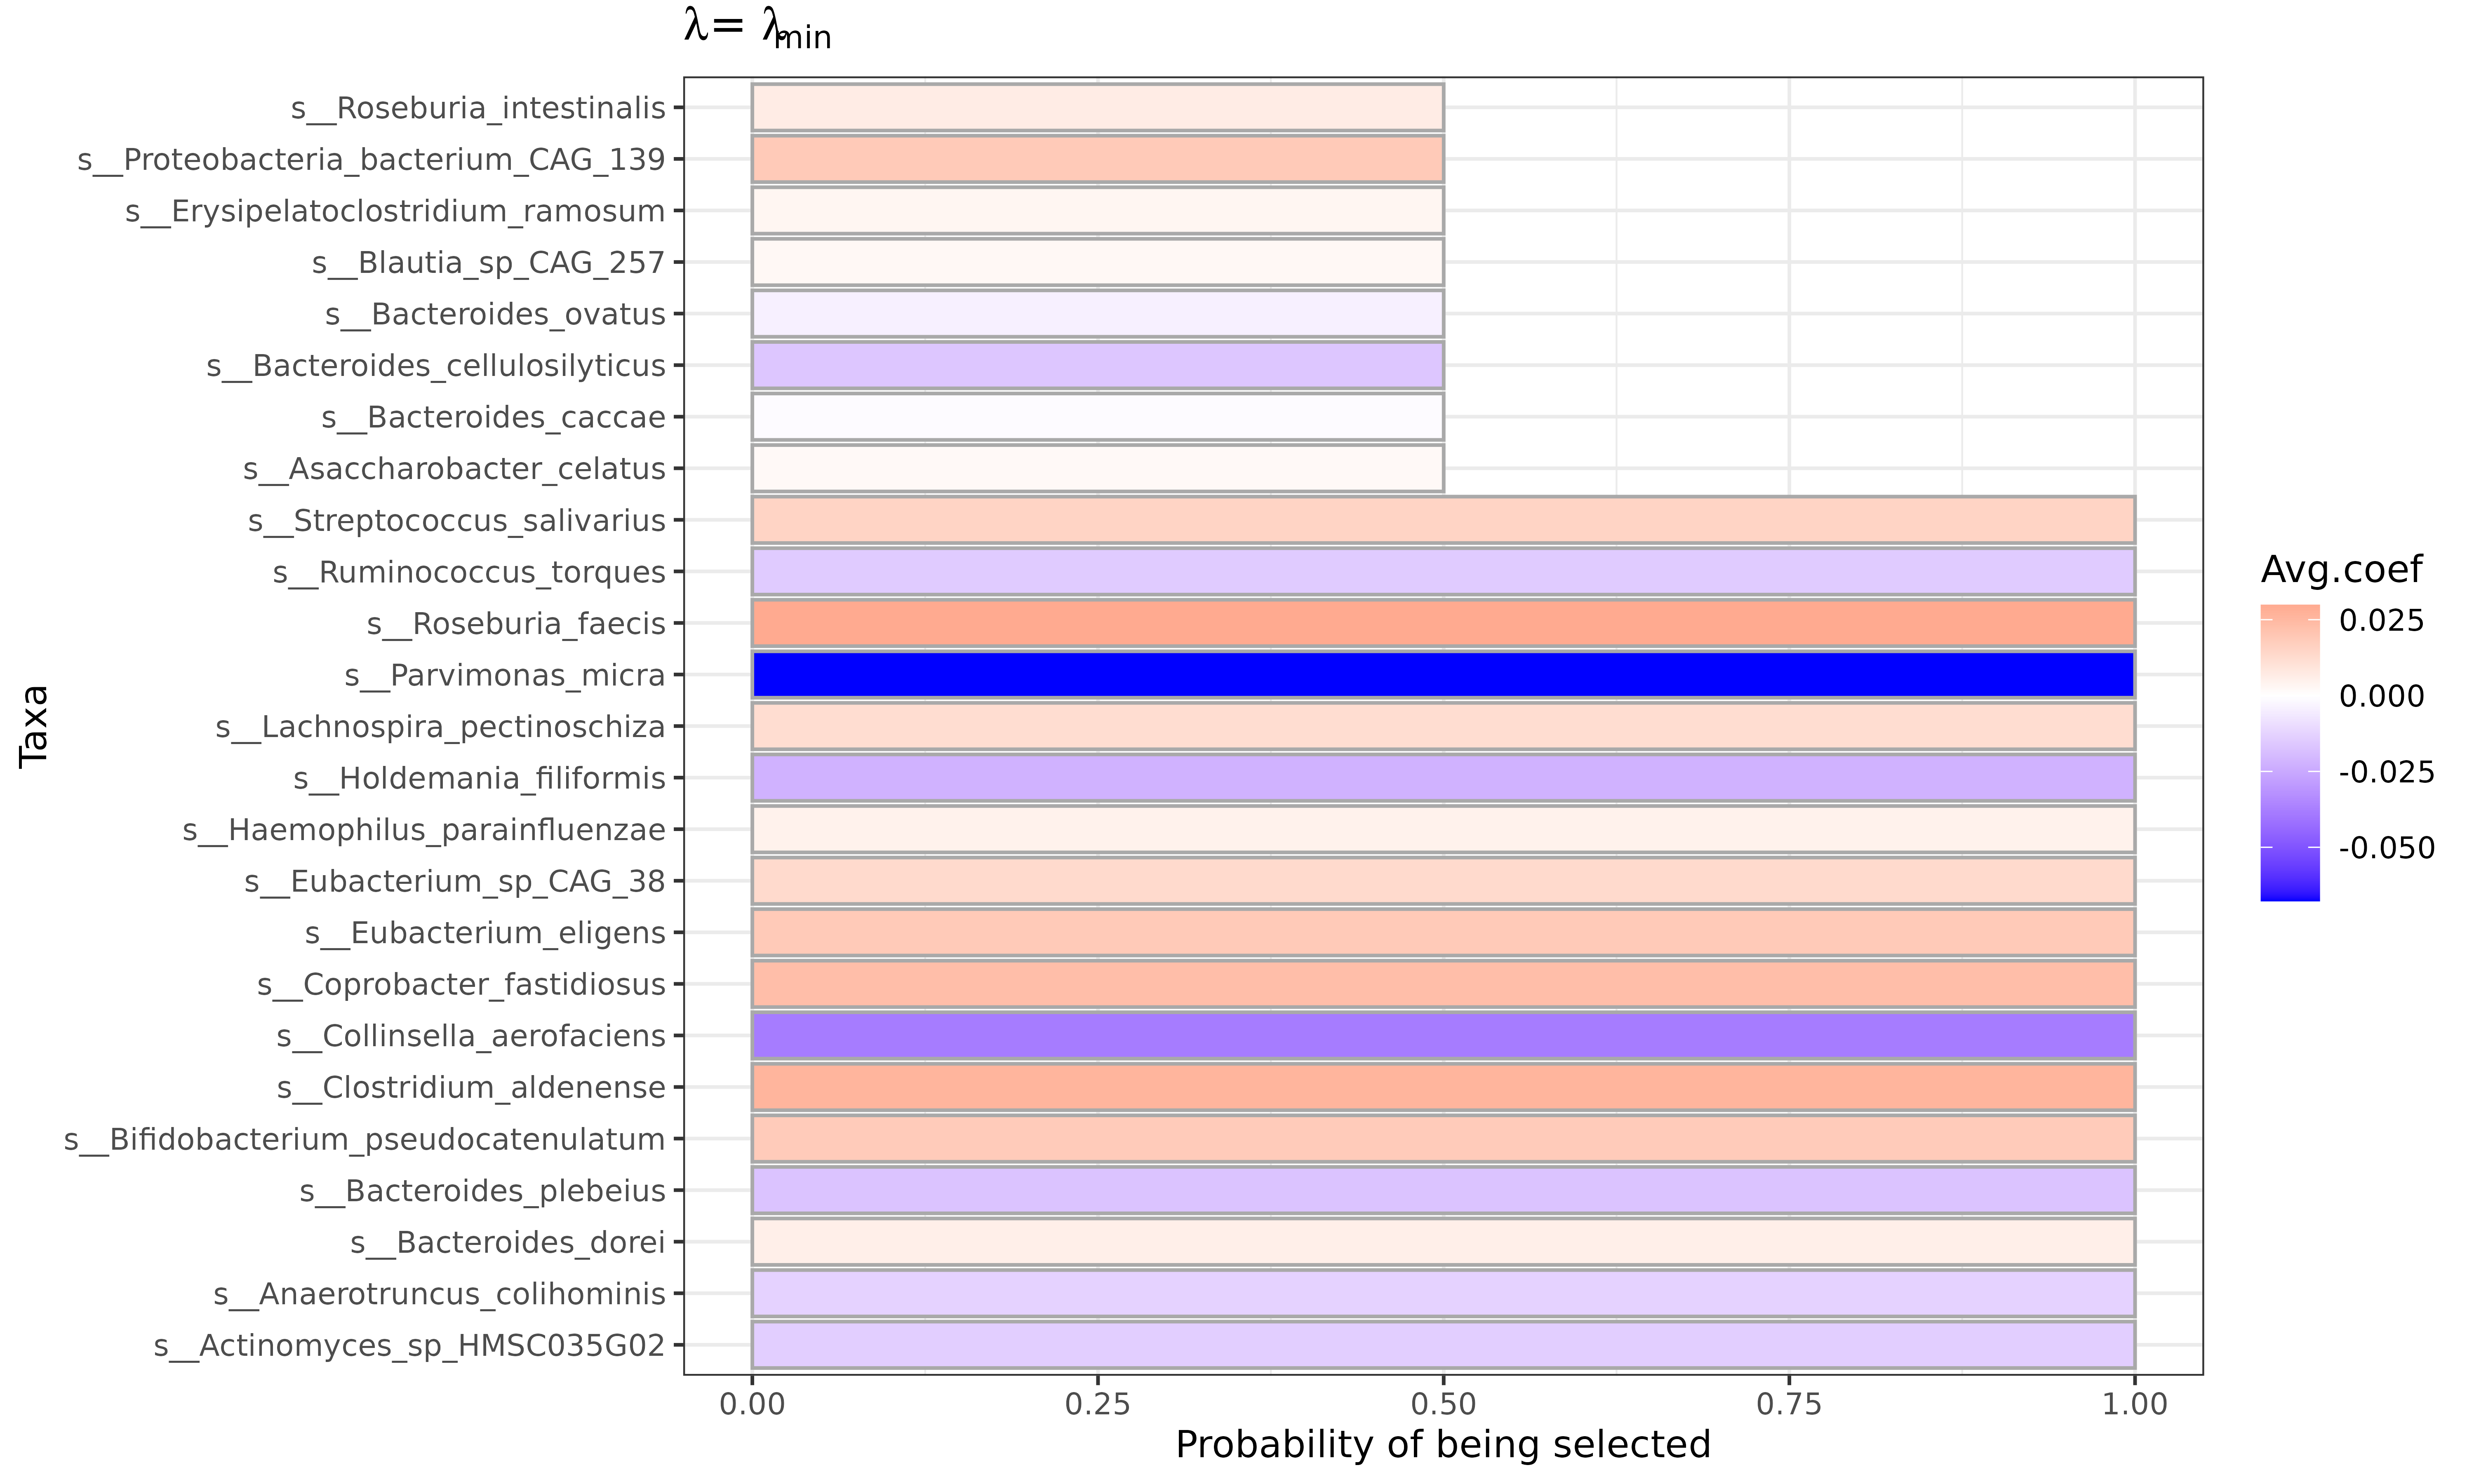 λ= λmin
s__Roseburia_intestinalis
s__Proteobacteria_bacterium_CAG_139
s__Erysipelatoclostridium_ramosum
s__Blautia_sp_CAG_257
s__Bacteroides_ovatus
s__Bacteroides_cellulosilyticus
s__Bacteroides_caccae
s__Asaccharobacter_celatus
s__Streptococcus_salivarius
s__Ruminococcus_torques
s__Roseburia_faecis
s__Parvimonas_micra
s__Lachnospira_pectinoschiza
s__Holdemania_filiformis
s__Haemophilus_parainfluenzae
s__Eubacterium_sp_CAG_38
s__Eubacterium_eligens
s__Coprobacter_fastidiosus
s__Collinsella_aerofaciens
s__Clostridium_aldenense
s__Bifidobacterium_pseudocatenulatum
s__Bacteroides_plebeius
s__Bacteroides_dorei
s__Anaerotruncus_colihominis
s__Actinomyces_sp_HMSC035G02
Taxa
0.00 0.25 0.50 0.75 1.00
Probability of being selected
Avg.coef
0.025
0.000
-0.025
-0.050